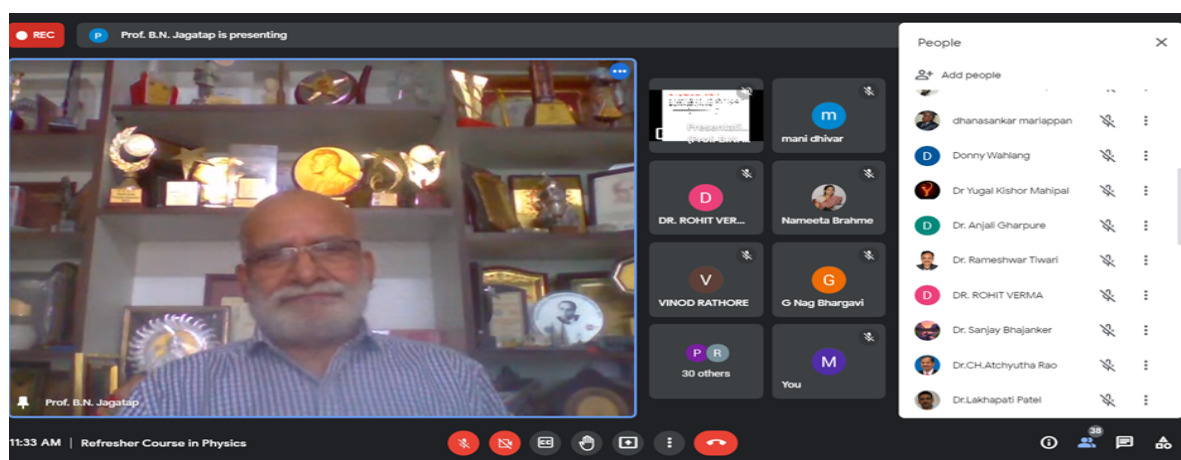 REC
P
Prof. B.N. Jagatap is presenting
Prof. B.N. Jagatap
Presentati...
m
mani dhivar
D
DR. ROHIT VER...
Nameeta Brahme
V
VINOD RATHORE
G
G Nag Bhargavi
P R
30 others
M
You
People
Add people
dhanasankar mariappan
D Donny Wahlang
Dr Yugal Kishor Mahipal
D Dr. Anjali Gharpure
Dr. Rameshwar Tiwari
D DR. ROHIT VERMA
Dr. Sanjay Bhajanker
Dr.CH.Atchyutha Rao
Dr.Lakhapati Patel
11:33 AM | Refresher Course in Physics
38